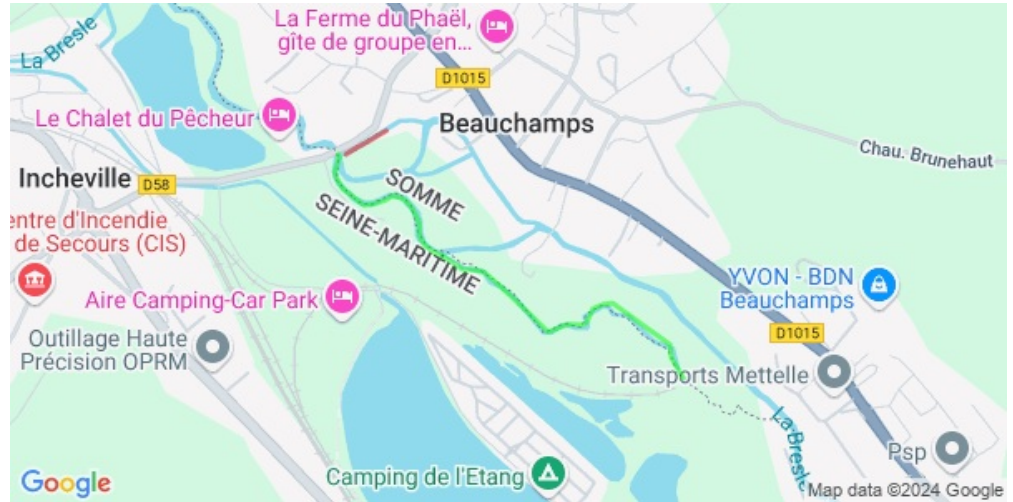 La Ferme du Phaël,
gîte de groupe en...
La Bresle
D1015
Le Chalet du Pêcheur
Beauchamps
Chau. Brunehaut
Incheville
D58
SOMME
SEINE-MARITIME
entre d'Incendie
de Secours (CIS)
YVON - BDN
Beauchamps
Aire Camping-Car Park
D1015
Outillage Haute
Précision OPRM
Transports Mettelle
La Bresle
Psp
Camping de l'Etang
Google
Map data ©2024 Google